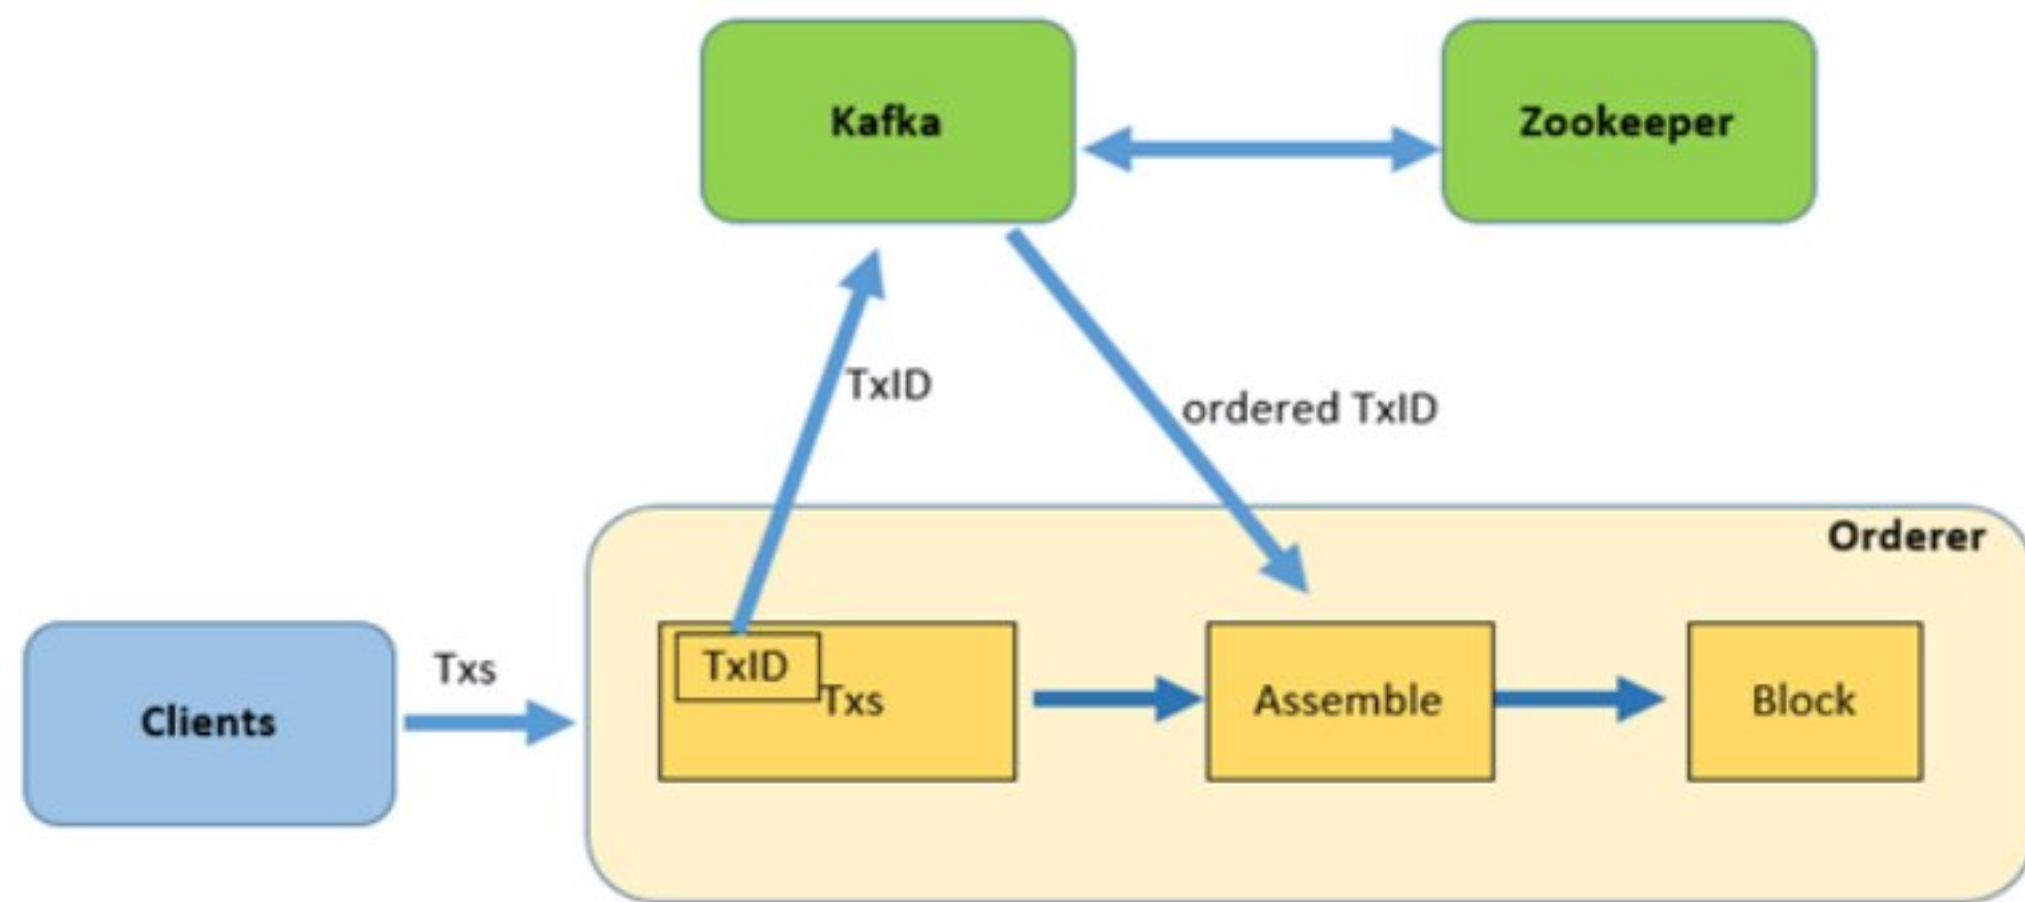 Kafka
Zookeeper
TxID
ordered TxID
Orderer
Clients
Txs
TxID
Txs
Assemble
Block